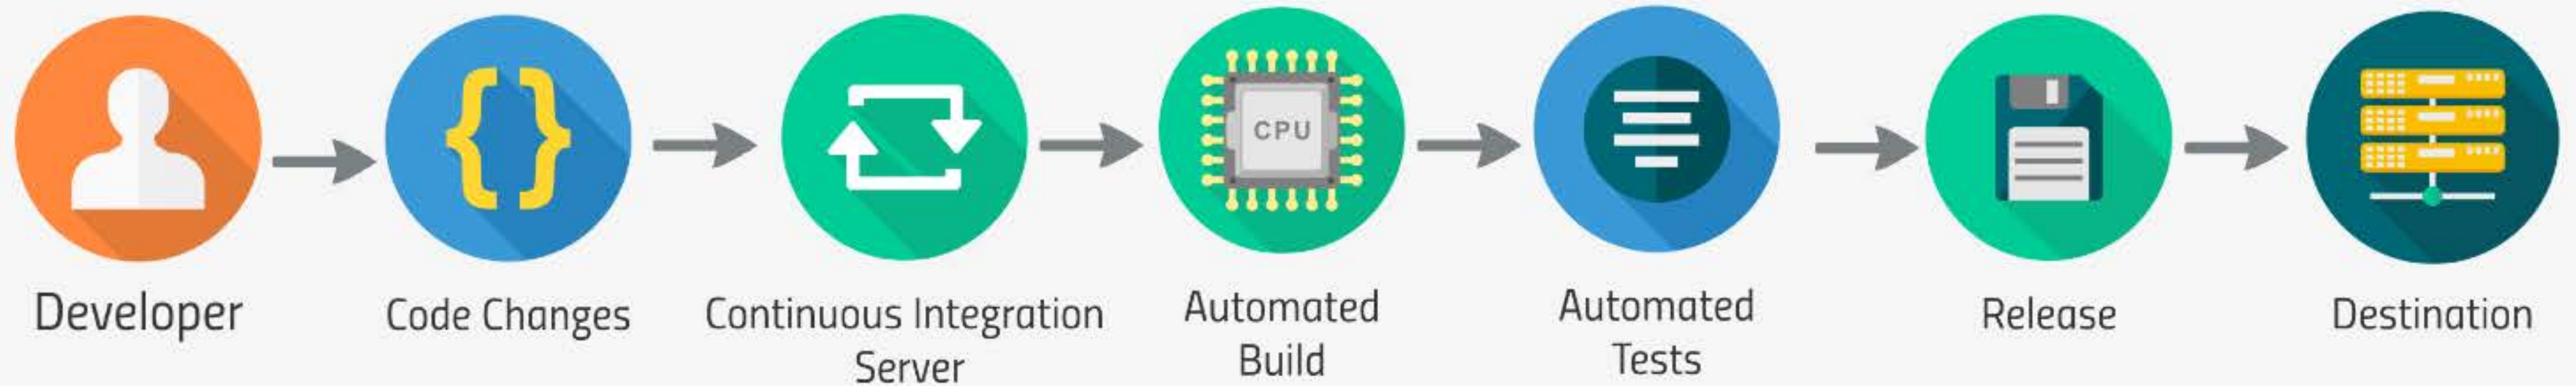 CPU
Developer
Code Changes
Continuous Integration
Server
Automated
Build
Automated
Tests
Release
Destination